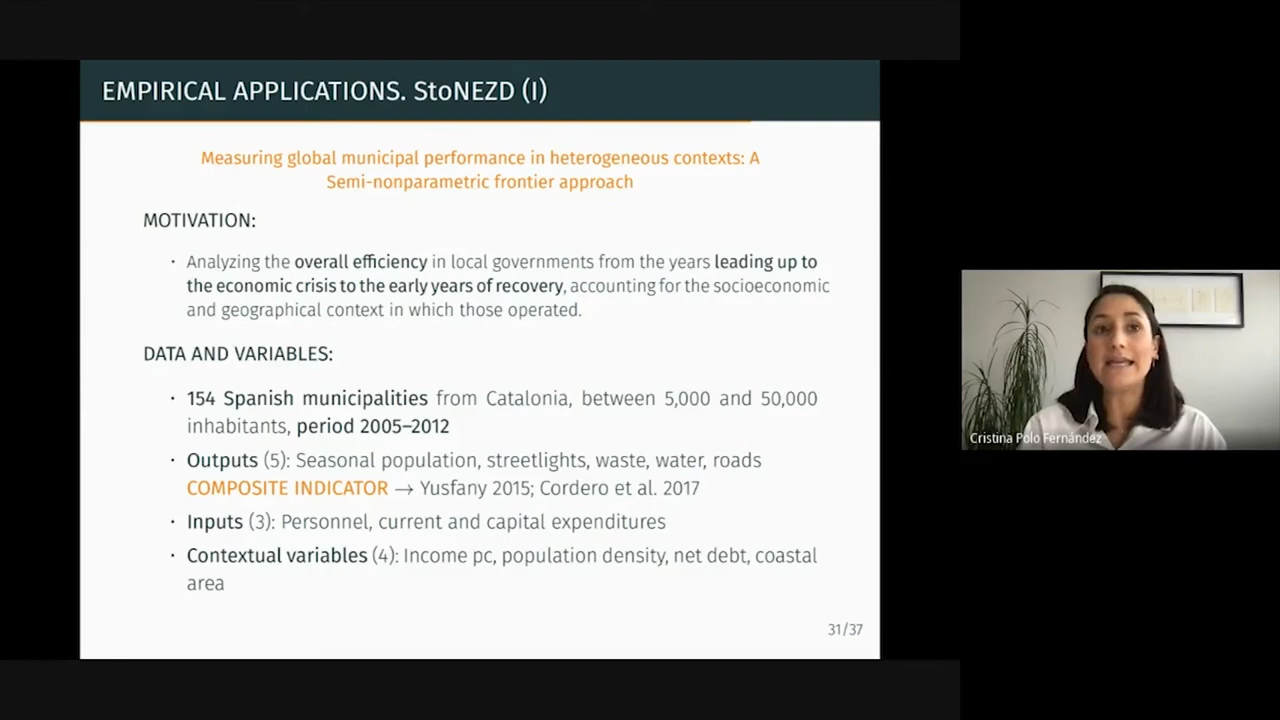 EMPIRICAL APPLICATIONS. StoNEZD (I)
Measuring global municipal performance in heterogeneous contexts: A
Semi-nonparametric frontier approach
MOTIVATION:
· Analyzing the overall efficiency in local governments from the years leading up to
the economic crisis to the early years of recovery, accounting for the socioeconomic
and geographical context in which those operated.
DATA AND VARIABLES:
· 154 Spanish municipalities from Catalonia, between 5,000 and 50,000
inhabitants, period 2005–2012
· Outputs (5): Seasonal population, streetlights, waste, water, roads
COMPOSITE INDICATOR → Yusfany 2015; Cordero et al. 2017
· Inputs (3): Personnel, current and capital expenditures
· Contextual variables (4): Income pc, population density, net debt, coastal
area
31/37
Cristina Polo Fernández